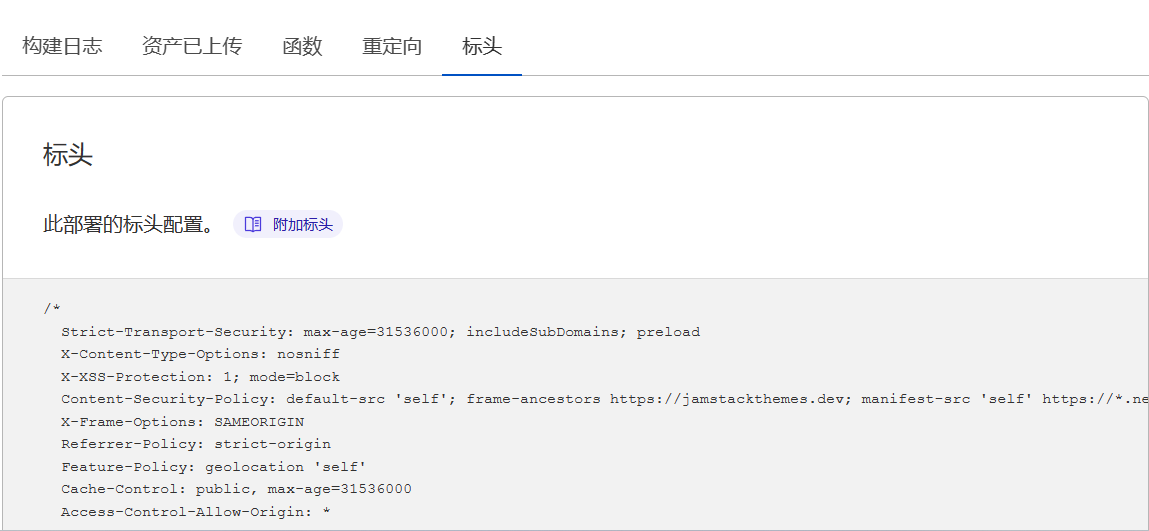 构建日志 资产已上传 函数 重定向 标头
标头
此部署的标头配置。 附加标头
/*
Strict-Transport-Security: max-age=31536000; includeSubDomains; preload
X-Content-Type-Options: nosniff
X-XSS-Protection: 1; mode=block
Content-Security-Policy: default-src 'self'; frame-ancestors https://jamstackthemes.dev; manifest-src 'self' https://*.ne
X-Frame-Options: SAMEORIGIN
Referrer-Policy: strict-origin
Feature-Policy: geolocation 'self'
Cache-Control: public, max-age=31536000
Access-Control-Allow-Origin: *